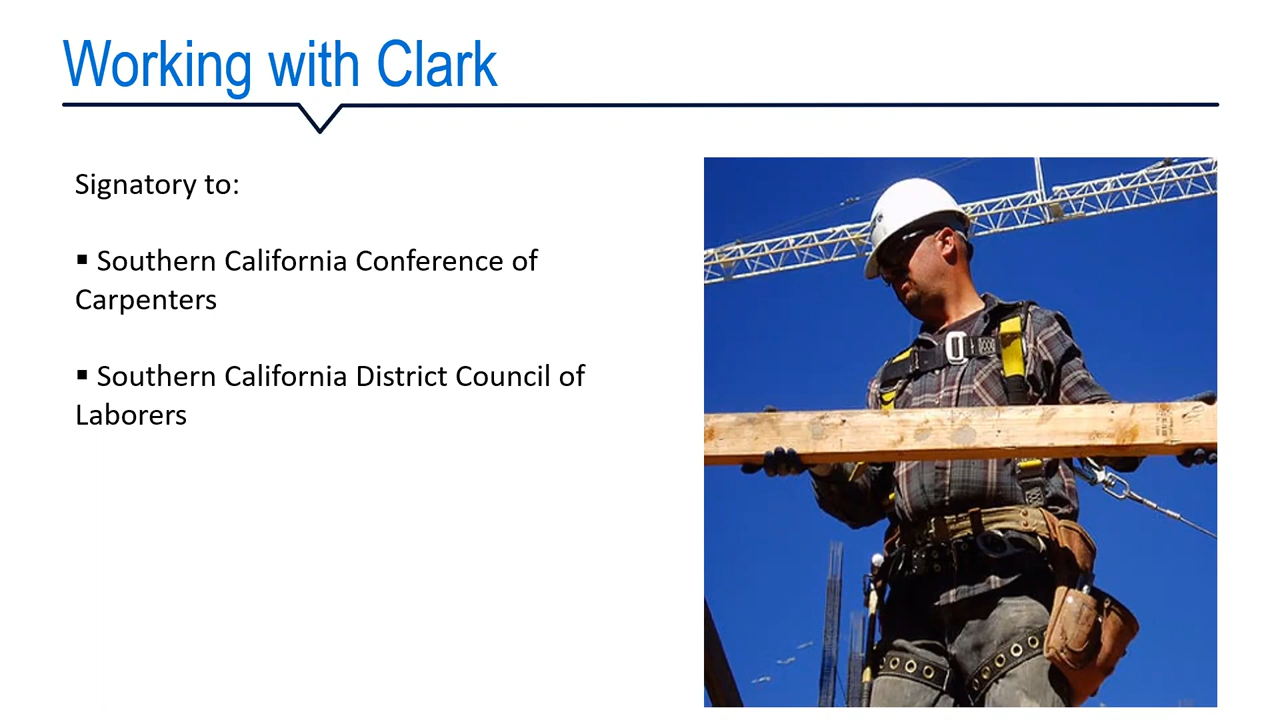 Working with Clark
Signatory to:
▪ Southern California Conference of
Carpenters
▪ Southern California District Council of
Laborers